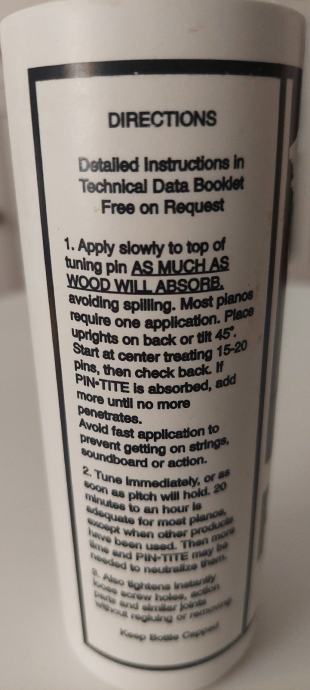 DIRECTIONS
Detailed Instructions in
Technical Data Booklet
Free on Request
1. Apply slowly to top of
tuning pin AS MUCH AS
WOOD WILL ABSORB,
avoiding spilling. Most pianos
require one application. Place
uprights on back or tilt 45°.
Start at center treating 15-20
pins, then check back. If
PIN-TITE is absorbed, add
more until no more
penetrates.
Avoid fast application to
prevent getting on strings,
soundboard or action.
2. Tune immediately, or as
soon as pitch will hold. 20
minutes to an hour is
adequate for most pianos,
except when other products
have been used. Then more
time and PIN-TITE may be
needed to neutralize them.
3. Also tightens instantly
loose screw holes, action
parts and similar joints
without regluing or removing
Keep Bottle Capped